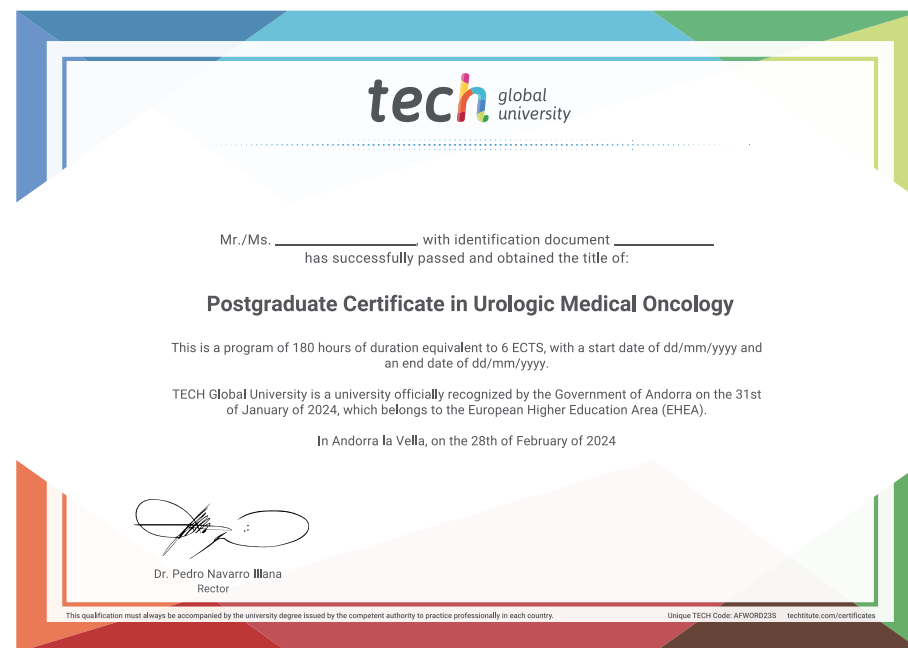 tech global
university
Mr./Ms. ____________________, with identification document ______________
has successfully passed and obtained the title of:
Postgraduate Certificate in Urologic Medical Oncology
This is a program of 180 hours of duration equivalent to 6 ECTS, with a start date of dd/mm/yyyy and
an end date of dd/mm/yyyy.
TECH Global University is a university officially recognized by the Government of Andorra on the 31st
of January of 2024, which belongs to the European Higher Education Area (EHEA).
In Andorra la Vella, on the 28th of February of 2024
Dr. Pedro Navarro Illana
Rector
This qualification must always be accompanied by the university degree issued by the competent authority to practice professionally in each country. Unique TECH Code: AFWORD23S techtitute.com/certificates